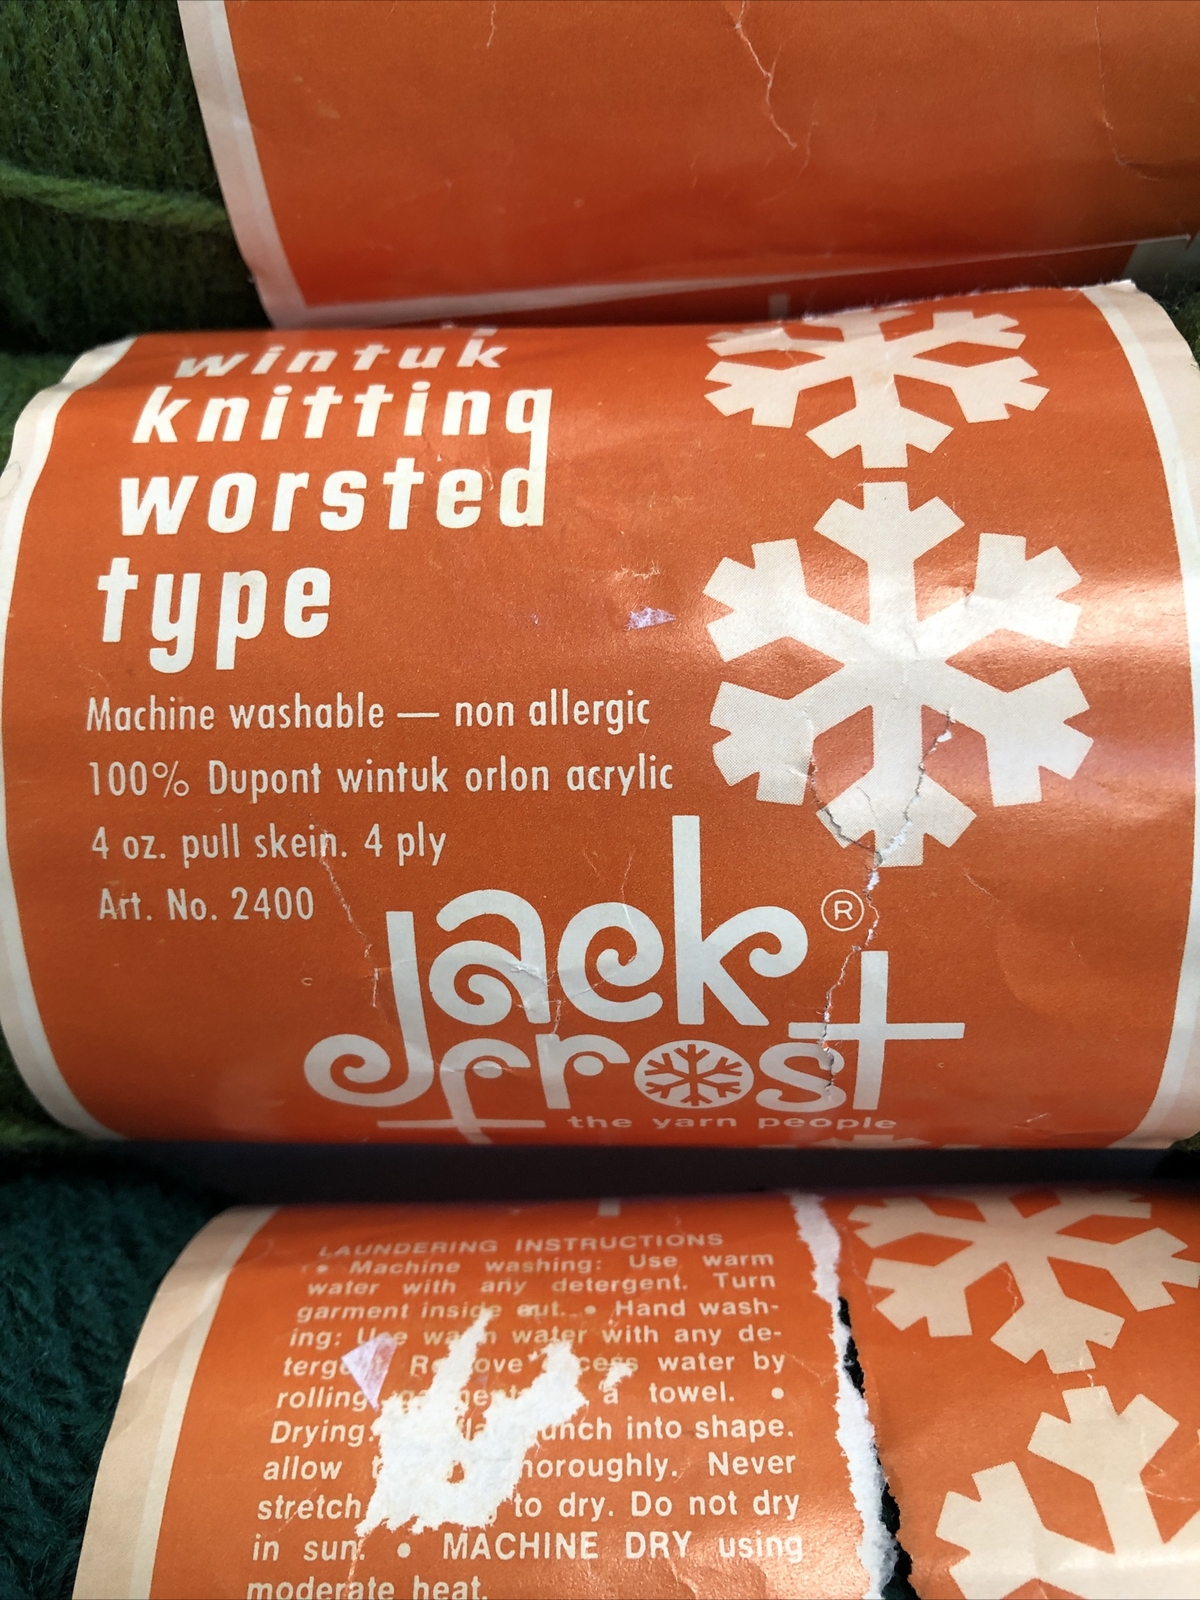 wintuk
knitting
worsted
type
Machine washable — non allergic
100% Dupont wintuk orlon acrylic
4 oz. pull skein. 4 ply
Art. No. 2400
jack ®
frost
the yarn people
LAUNDERING INSTRUCTIONS
• Machine washing: Use warm
water with any detergent. Turn
garment inside out. • Hand wash-
ing: Use warm water with any de-
water by
rolling a towel. •
Drying: into shape,
allow thoroughly. Never
stretch to dry. Do not dry
in sun. • MACHINE DRY using
moderate heat.